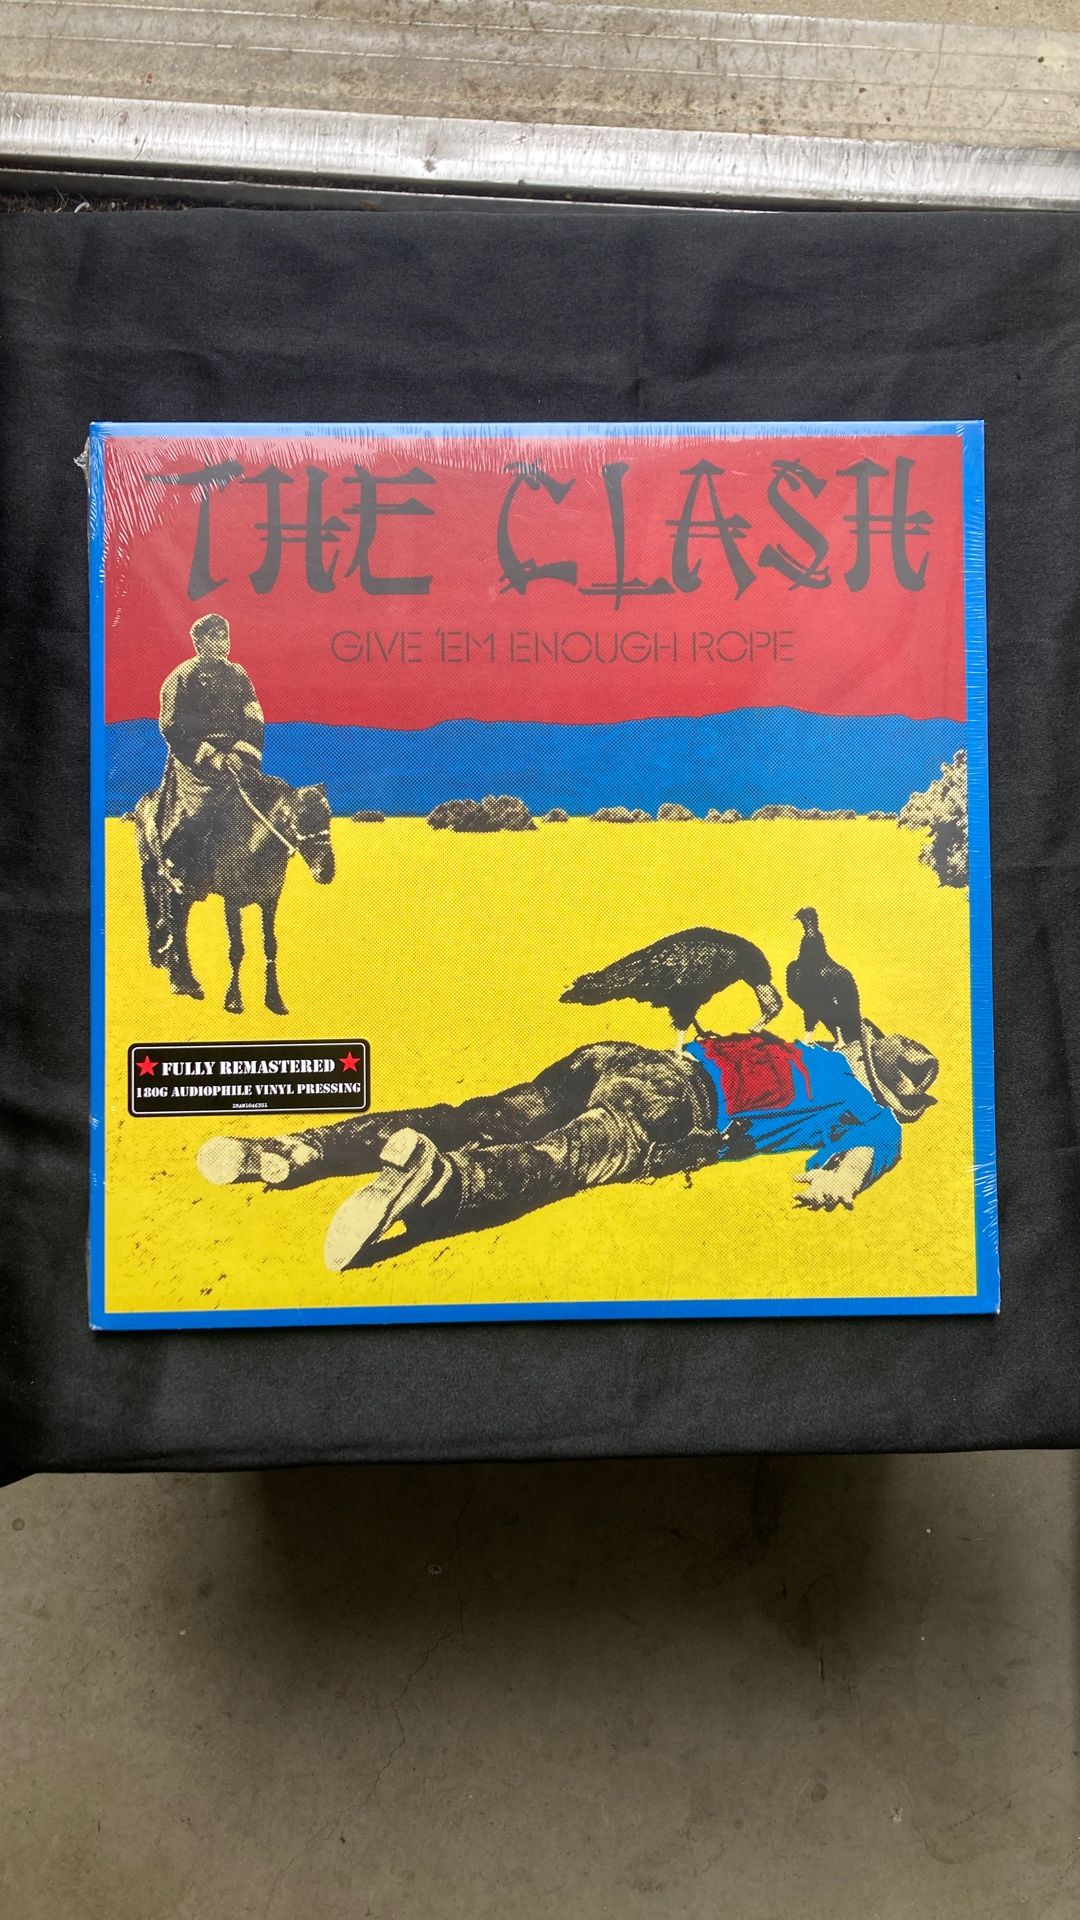 THE CLASH
GIVE 'EM ENOUGH ROPE
FULLY REMASTERED
180G AUDIOPHILE VINYL PRESSING